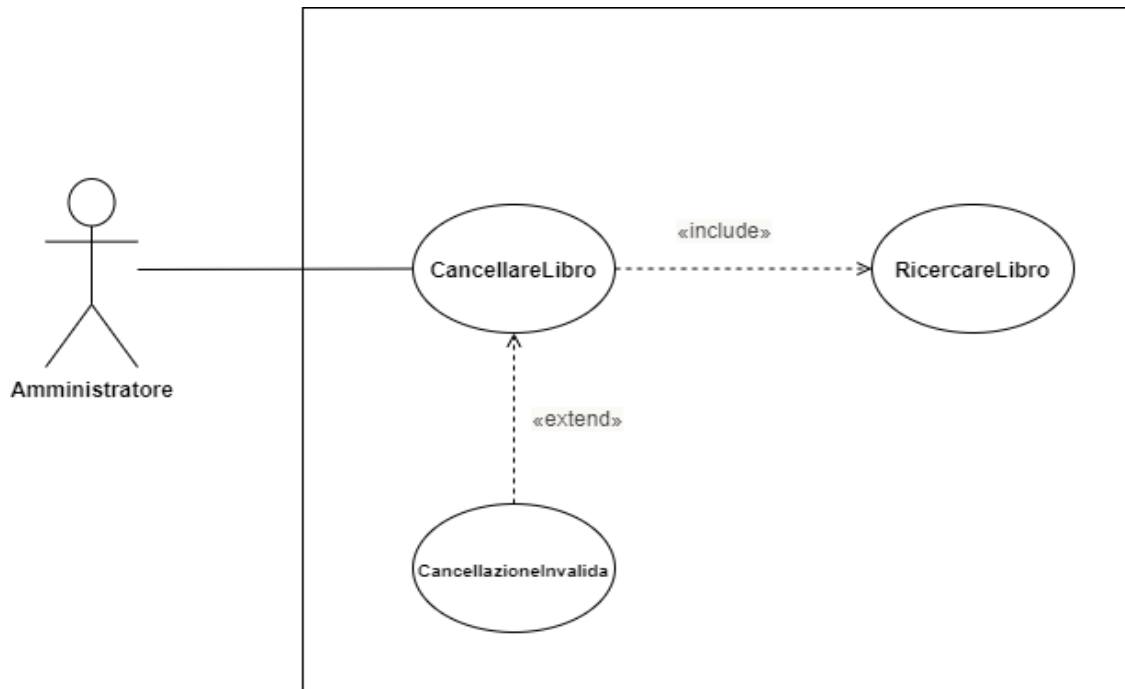 «include»
CancellareLibro
RicercareLibro
Amministratore
«extend»
CancellazioneInvalida